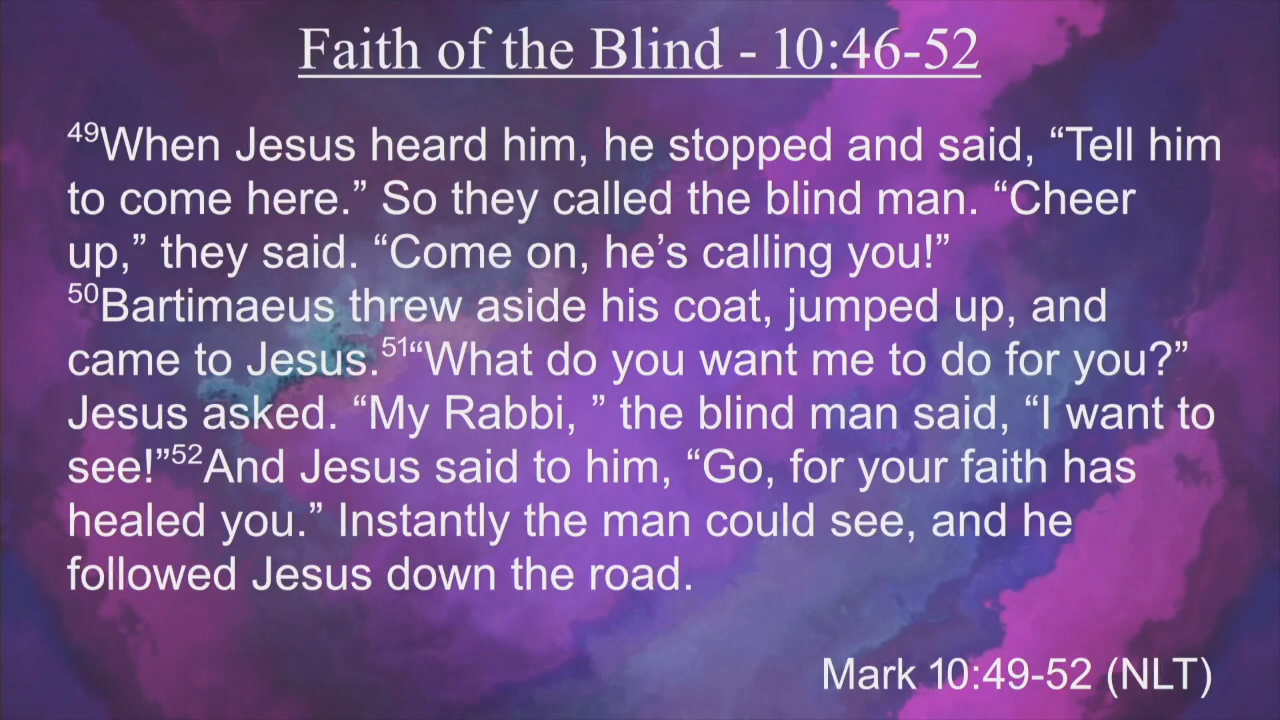 Faith of the Blind - 10:46-52
49When Jesus heard him, he stopped and said, “Tell him
to come here.” So they called the blind man. “Cheer
up,” they said. “Come on, he’s calling you!”
50Bartimaeus threw aside his coat, jumped up, and
came to Jesus.51“What do you want me to do for you?”
Jesus asked. “My Rabbi, ” the blind man said, “I want to
see!”52And Jesus said to him, “Go, for your faith has
healed you.” Instantly the man could see, and he
followed Jesus down the road.
Mark 10:49-52 (NLT)